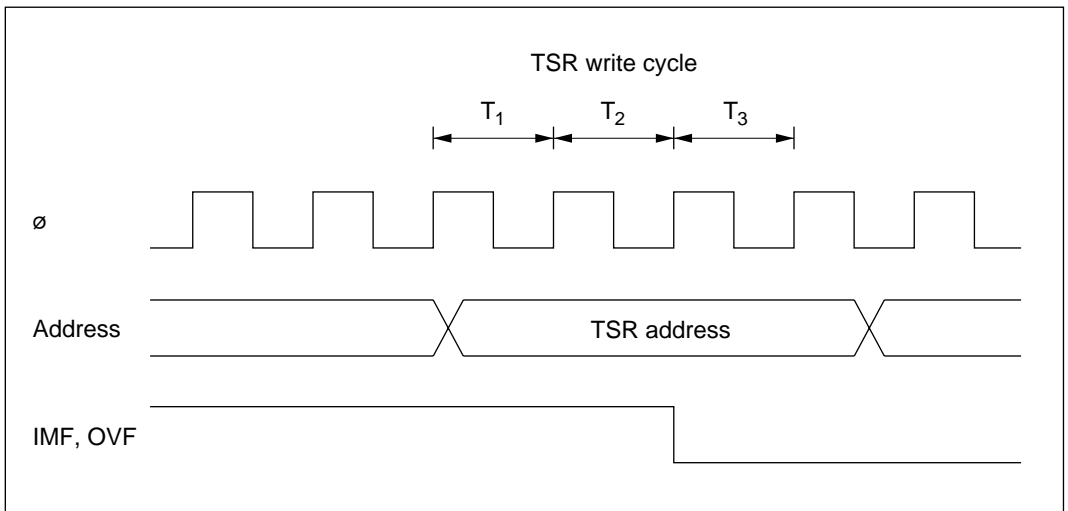 TSR write cycle
T1 T2 T3
ø
Address TSR address
IMF, OVF